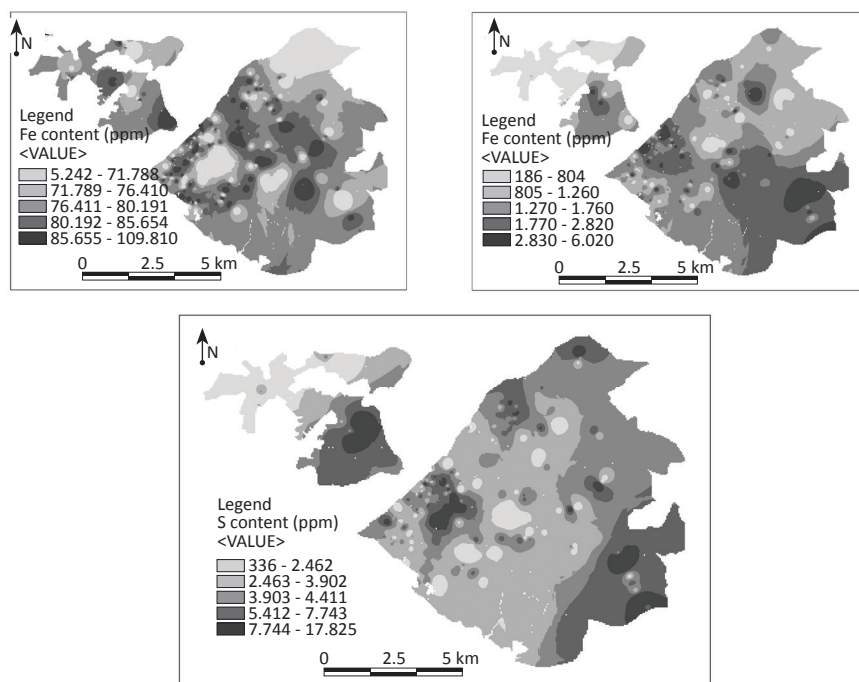 N
Legend
Fe content (ppm)
<VALUE>
5.242 - 71.788
71.789 - 76.410
76.411 - 80.191
80.192 - 85.654
85.655 - 109.810
0 2.5 5 km
N
Legend
Fe content (ppm)
<VALUE>
186 - 804
805 - 1.260
1.270 - 1.760
1.770 - 2.820
2.830 - 6.020
0 2.5 5 km
N
Legend
S content (ppm)
<VALUE>
336 - 2.462
2.463 - 3.902
3.903 - 4.411
5.412 - 7.743
7.744 - 17.825
0 2.5 5 km